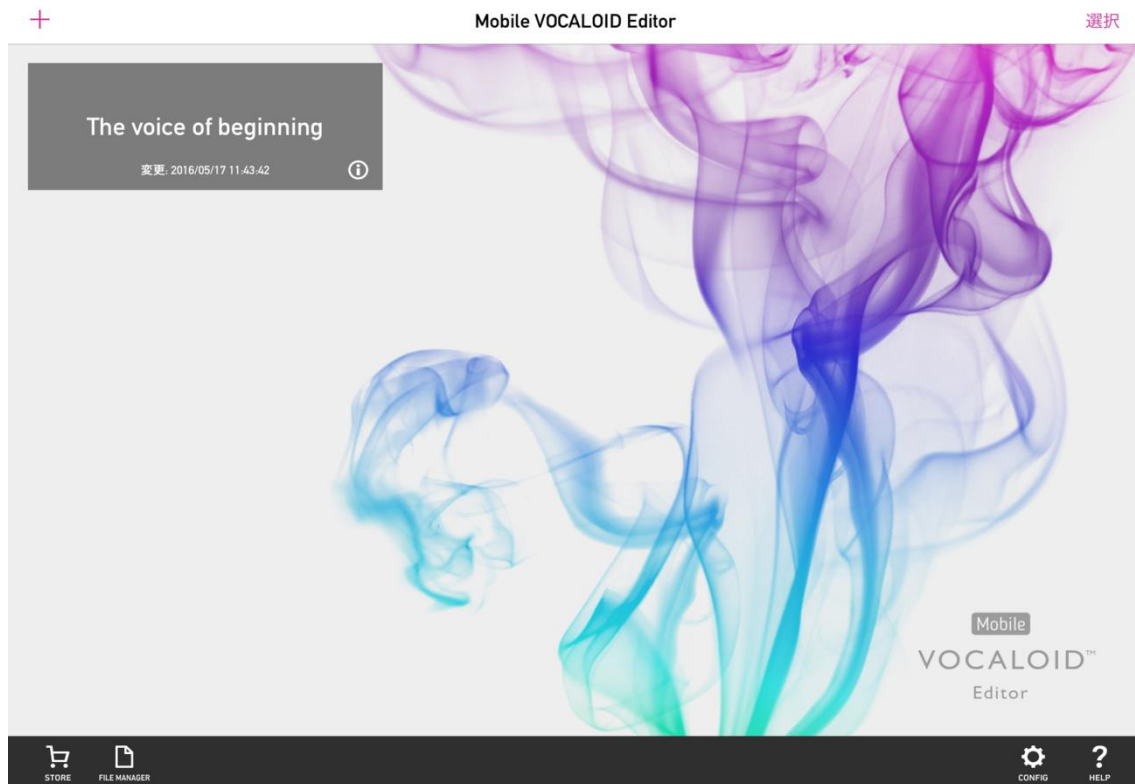 +
Mobile VOCALOID Editor
選択
The voice of beginning
変更: 2016/05/17 11:43:42
Mobile
VOCALOID™
Editor
STORE
FILE MANAGER
CONFIG
? 
HELP